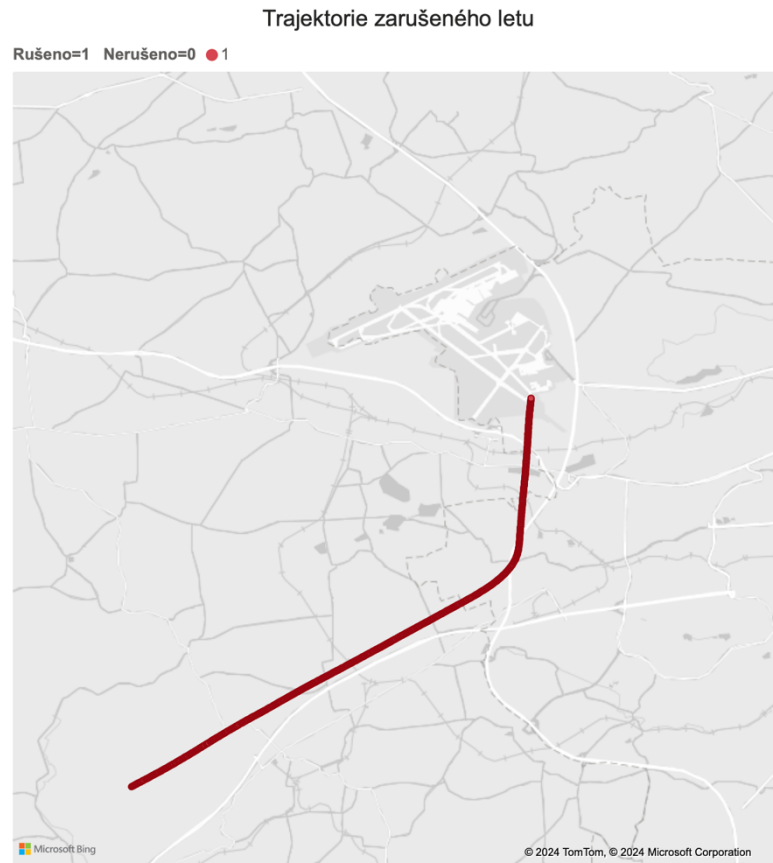 Trajektorie zarušeného letu
Rušeno=1 Nerušeno=0 1
Microsoft Bing
© 2024 TomTom, © 2024 Microsoft Corporation